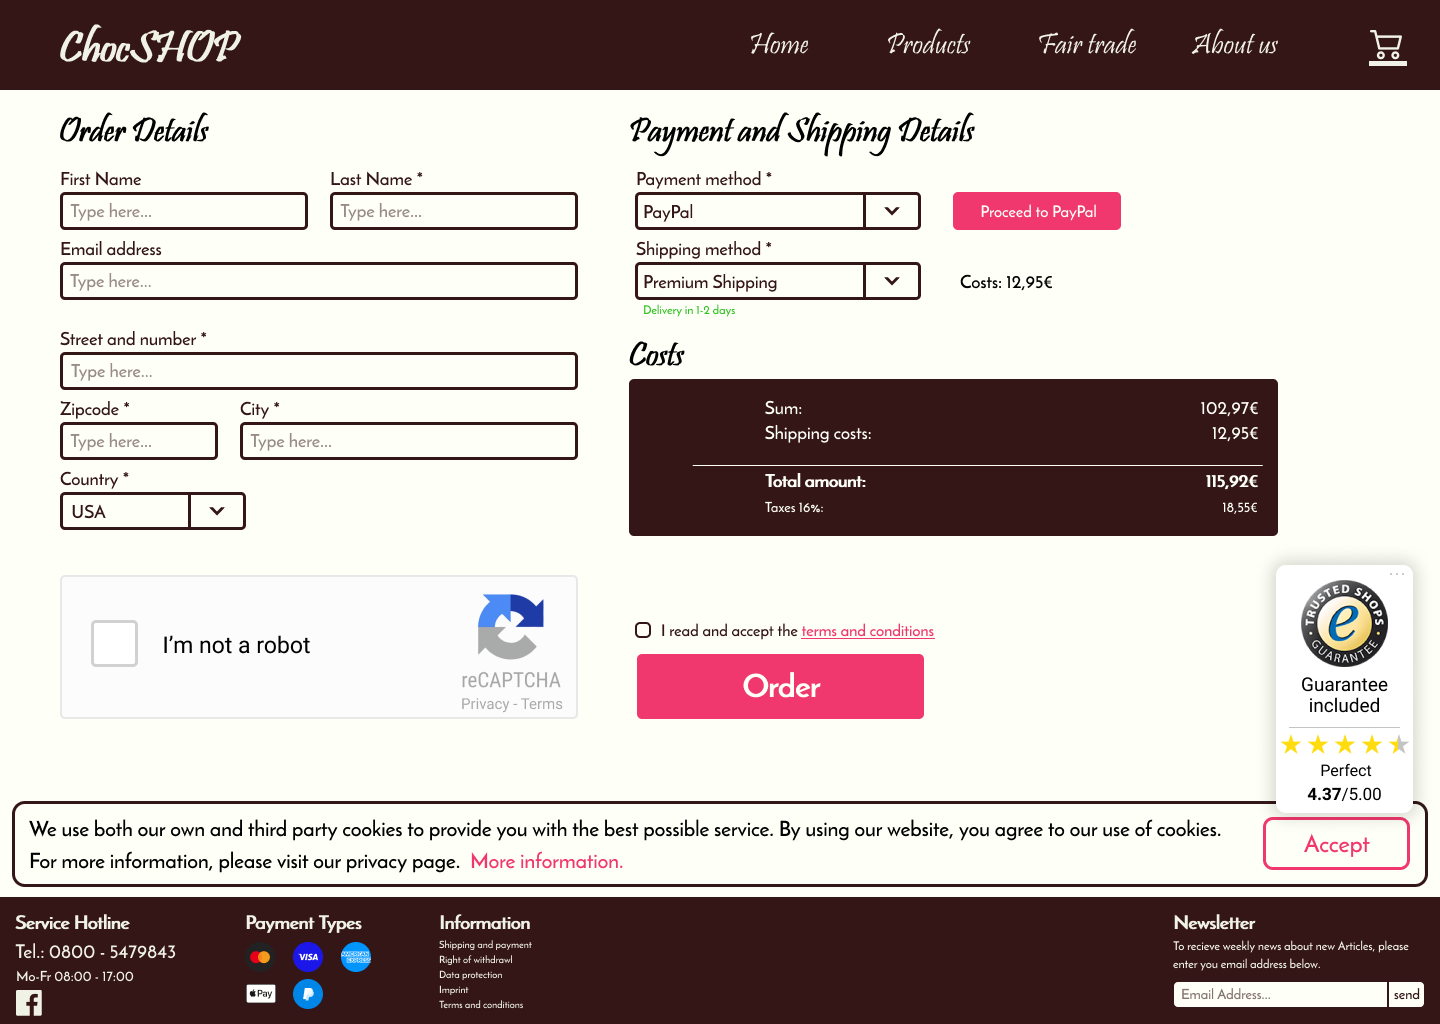 ChocSHOP
Home Products Fair trade About us
Order Details
First Name Last Name *
Type here... Type here...
Email address
Type here...
Street and number *
Type here...
Zipcode * City *
Type here... Type here...
Country *
USA
I'm not a robot
reCAPTCHA
Privacy - Terms
Payment and Shipping Details
Payment method *
PayPal Proceed to PayPal
Shipping method *
Premium Shipping Costs: 12,95€
Delivery in 1-2 days
Costs
Sum: 102,97€
Shipping costs: 12,95€
Total amount: 115,92€
Taxes 16%: 18,55€
I read and accept the terms and conditions
Order
TRUSTED SHOPS
e
GUARANTEE
Guarantee
included
Perfect
4.37/5.00
We use both our own and third party cookies to provide you with the best possible service. By using our website, you agree to our use of cookies.
For more information, please visit our privacy page. More information.
Accept
Service Hotline
Tel.: 0800 - 5479843
Mo-Fr 08:00 - 17:00
Payment Types
VISA
AMERICAN
EXPRESS
Pay
Information
Shipping and payment
Right of withdrawl
Data protection
Imprint
Terms and conditions
Newsletter
To recieve weekly news about new Articles, please
enter you email address below.
Email Address... send